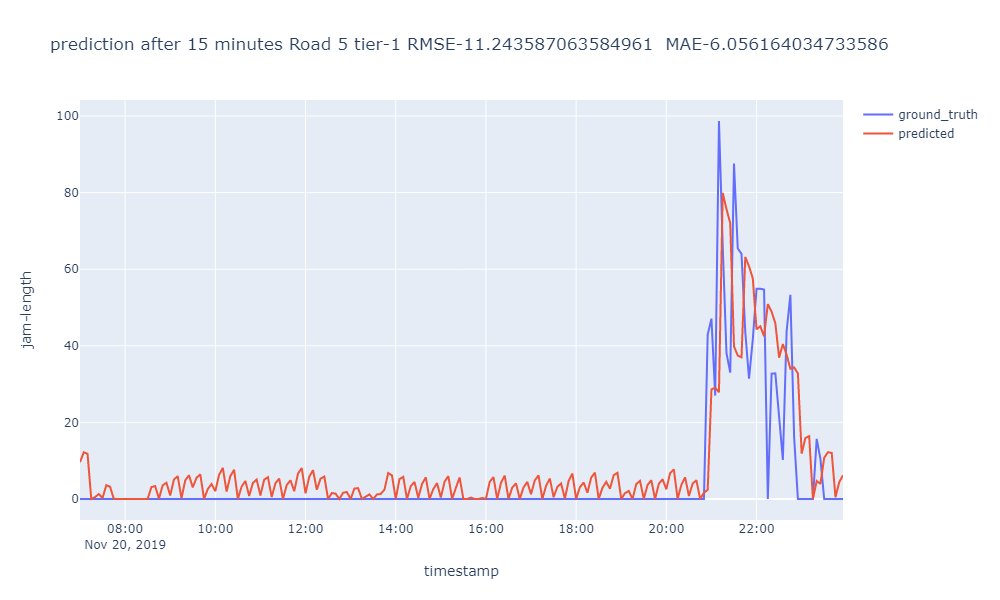 prediction after 15 minutes Road 5 tier-1 RMSE-11.243587063584961  MAE-6.056164034733586
ground_truth
predicted
100
80
60
40
20
0
jam-length
08:00 10:00 12:00 14:00 16:00 18:00 20:00 22:00
Nov 20, 2019
timestamp